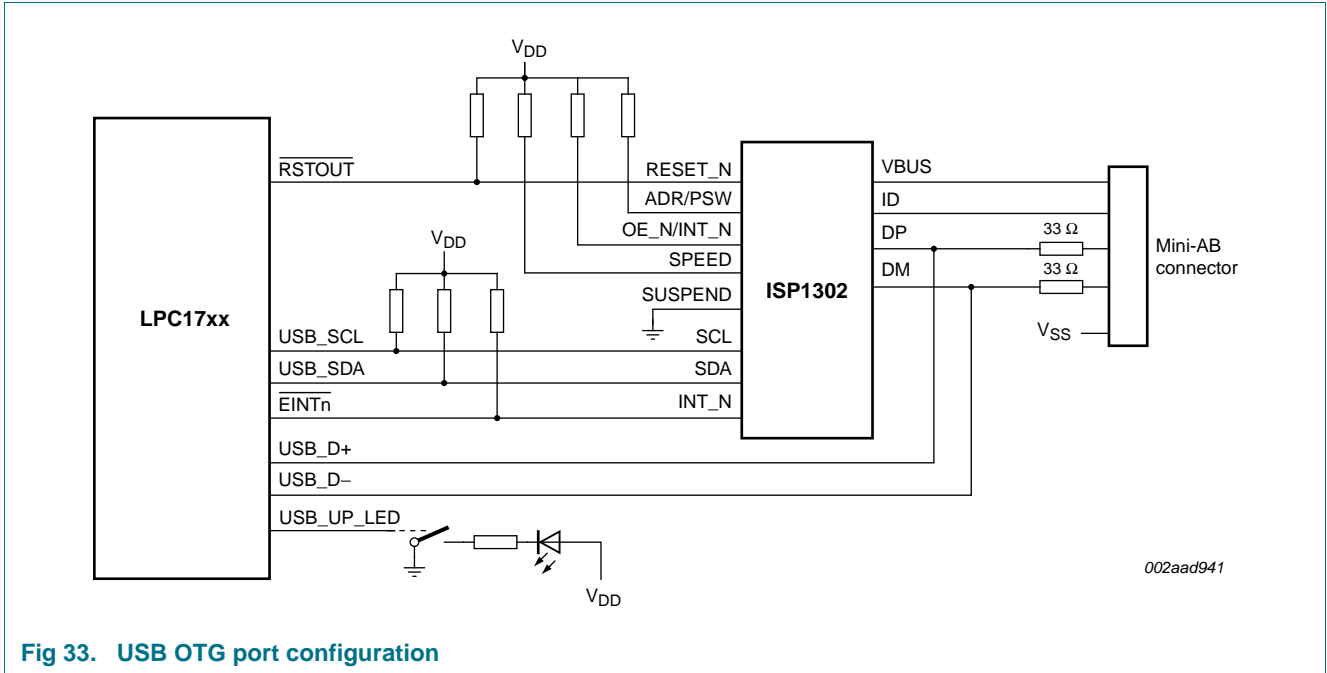 VDD
RSTOUT
RESET_N
VBUS
ADR/PSW
ID
OE_N/INT_N
DP
33 Ω
VDD
SPEED
DM
33 Ω
Mini-AB
connector
LPC17xx
SUSPEND
ISP1302
VSS
USB_SCL
SCL
USB_SDA
SDA
EINTn
INT_N
USB_D+
USB_D−
USB_UP_LED
VDD
002aad941
Fig 33. USB OTG port configuration